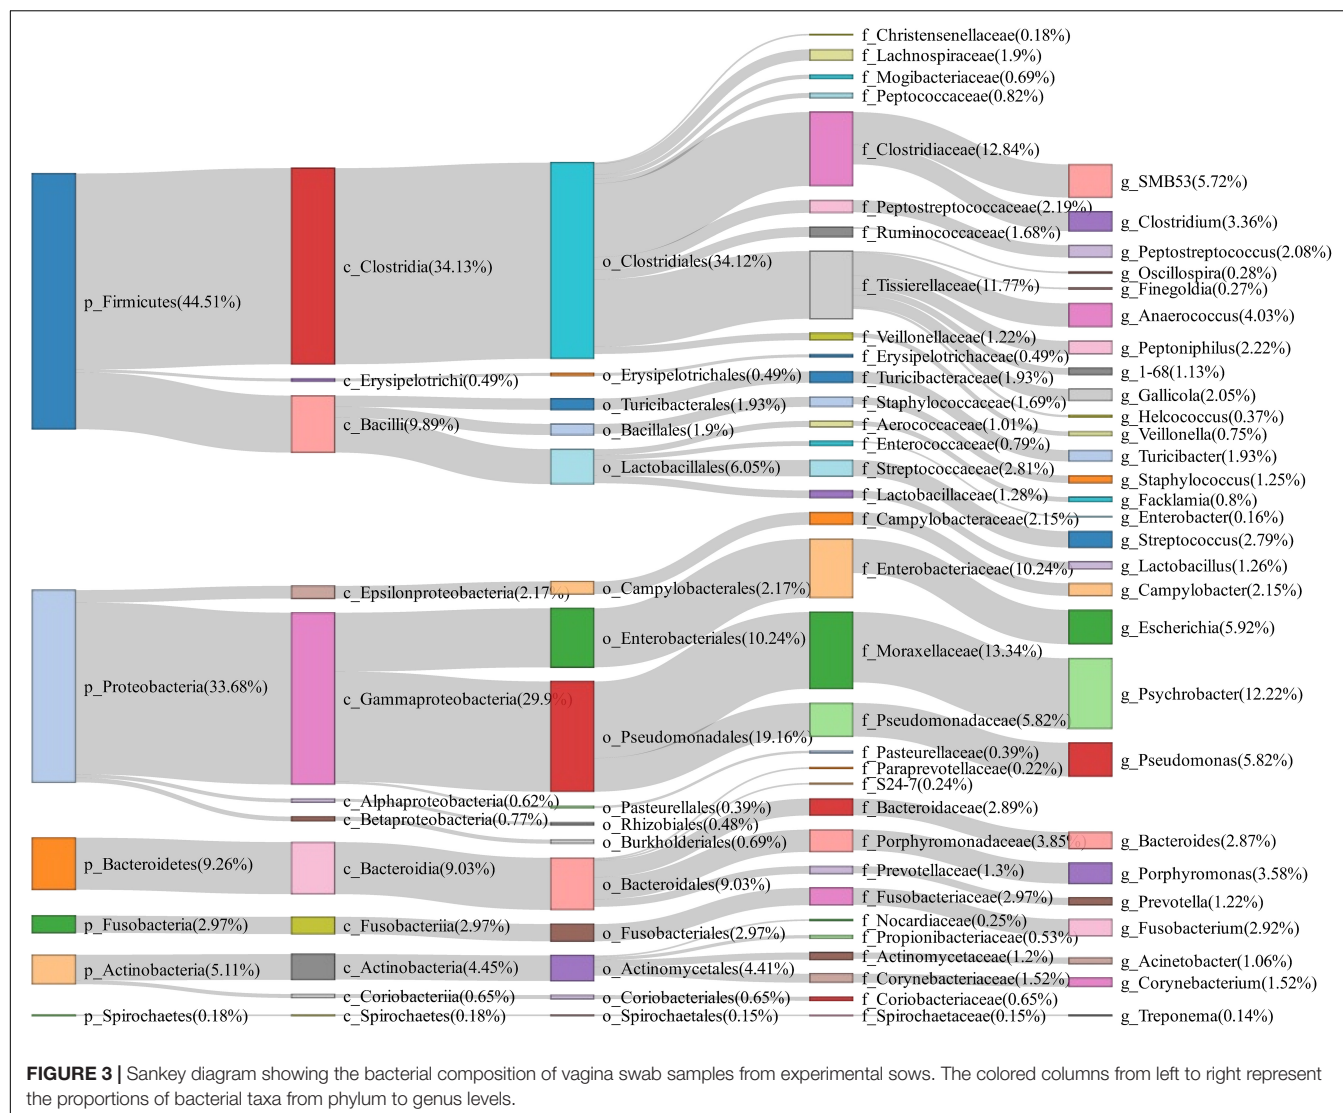 p_Firmicutes(44.51%)
p_Proteobacteria(33.68%)
p_Bacteroidetes(9.26%)
p_Fusobacteria(2.97%)
p_Actinobacteria(5.11%)
p_Spirochaetes(0.18%)
c_Clostridia(34.13%)
c_Erysipelotrichi(0.49%)
c_Bacilli(9.89%)
c_Epsilonproteobacteria(2.17%)
c_Gammaproteobacteria(29.9%)
c_Alphaproteobacteria(0.62%)
c_Betaproteobacteria(0.77%)
c_Bacteroidia(9.03%)
c_Fusobacteriia(2.97%)
c_Actinobacteria(4.45%)
c_Coriobacteriia(0.65%)
c_Spirochaetes(0.18%)
o_Clostridiales(34.12%)
o_Erysipelotrichales(0.49%)
o_Turicibacterales(1.93%)
o_Bacillales(1.9%)
o_Lactobacillales(6.05%)
o_Campylobacterales(2.17%)
o_Enterobacteriales(10.24%)
o_Pseudomonadales(19.16%)
o_Pasteurellales(0.39%)
o_Rhizobiales(0.48%)
o_Burkholderiales(0.69%)
o_Bacteroidales(9.03%)
o_Fusobacteriales(2.97%)
o_Actinomycetales(4.41%)
o_Coriobacteriales(0.65%)
o_Spirochaetales(0.15%)
f_Christensenellaceae(0.18%)
f_Lachnospiraceae(1.9%)
f_Mogibacteriaceae(0.69%)
f_Peptococcaceae(0.82%)
f_Clostridiaceae(12.84%)
f_Peptostreptococcaceae(2.19%)
f_Ruminococcaceae(1.68%)
f_Tissierellaceae(11.77%)
f_Veillonellaceae(1.22%)
f_Erysipelotrichaceae(0.49%)
f_Turicibacteraceae(1.93%)
f_Staphylococcaceae(1.69%)
f_Aerococcaceae(1.01%)
f_Enterococcaceae(0.79%)
f_Streptococcaceae(2.81%)
f_Lactobacillaceae(1.28%)
f_Campylobacteraceae(2.15%)
f_Enterobacteriaceae(10.24%)
f_Moraxellaceae(13.34%)
f_Pseudomonadaceae(5.82%)
f_Pasteurellaceae(0.39%)
f_Paraprevotellaceae(0.22%)
f_S24-7(0.24%)
f_Bacteroidaceae(2.89%)
f_Porphyromonadaceae(3.85%)
f_Prevotellaceae(1.3%)
f_Fusobacteriaceae(2.97%)
f_Nocardiaceae(0.25%)
f_Propionibacteriaceae(0.53%)
f_Actinomycetaceae(1.2%)
f_Corynebacteriaceae(1.52%)
f_Coriobacteriaceae(0.65%)
f_Spirochaetaceae(0.15%)
g_SMB53(5.72%)
g_Clostridium(3.36%)
g_Peptostreptococcus(2.08%)
g_Oscillospira(0.28%)
g_Finegoldia(0.27%)
g_Anaerococcus(4.03%)
g_Peptoniphilus(2.22%)
g_1-68(1.13%)
g_Gallicola(2.05%)
g_Helcococcus(0.37%)
g_Veillonella(0.75%)
g_Turicibacter(1.93%)
g_Staphylococcus(1.25%)
g_Facklamia(0.8%)
g_Enterobacter(0.16%)
g_Streptococcus(2.79%)
g_Lactobacillus(1.26%)
g_Campylobacter(2.15%)
g_Escherichia(5.92%)
g_Psychrobacter(12.22%)
g_Pseudomonas(5.82%)
g_Bacteroides(2.87%)
g_Porphyromonas(3.58%)
g_Prevotella(1.22%)
g_Fusobacterium(2.92%)
g_Acinetobacter(1.06%)
g_Corynebacterium(1.52%)
g_Treponema(0.14%)
FIGURE 3 | Sankey diagram showing the bacterial composition of vagina swab samples from experimental sows. The colored columns from left to right represent
the proportions of bacterial taxa from phylum to genus levels.